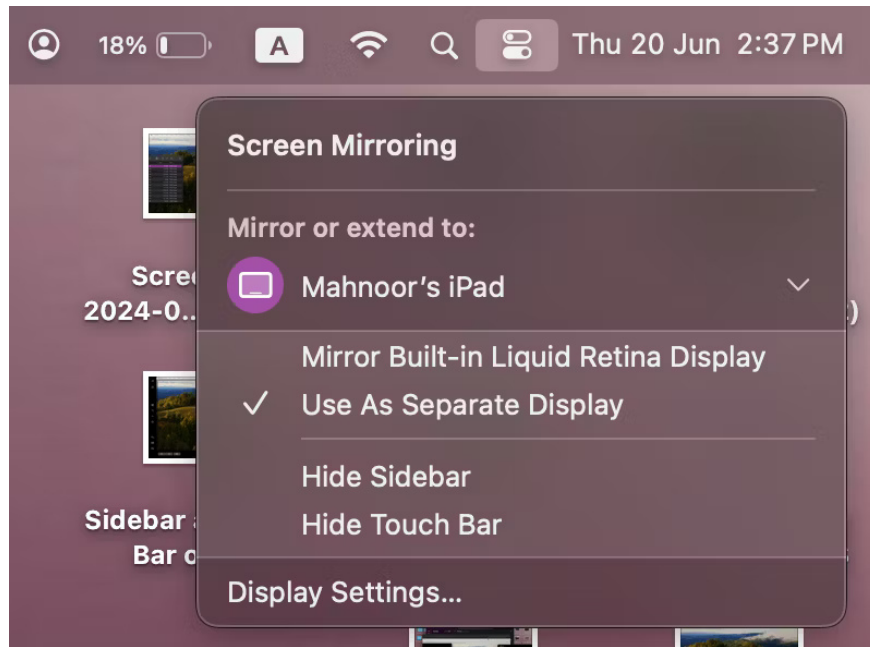 18% A Thu 20 Jun 2:37 PM
Screen Mirroring
Mirror or extend to:
Mahnoor's iPad
Scree
2024-0...
Mirror Built-in Liquid Retina Display
Use As Separate Display
Hide Sidebar
Hide Touch Bar
Sidebar
Bar o
Display Settings...